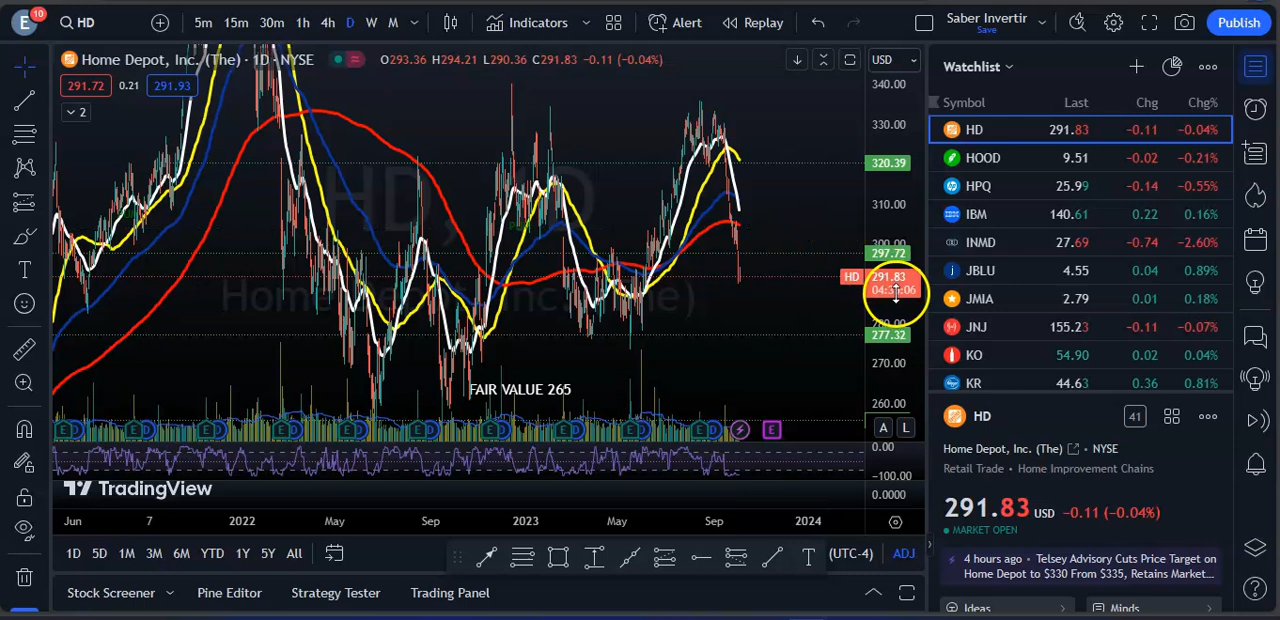 E 10 HD 5m 15m 30m 1h 4h D W M Indicators Alert Replay Saber Invertir Save Publish
Home Depot, Inc. (The) · 1D · NYSE O293.36 H294.21 L290.36 C291.83 -0.11 (-0.04%) USD
291.72 0.21 291.93
2
340.00
330.00
320.39
310.00
300.00
297.72
HD 291.83
277.32
270.00
260.00
HD, 1D
Home Depot, Inc. (The)
FAIR VALUE 265
E D E D E D E D E D E D E D E D E D E D E
A L
0.00
−100.00
0.0000
TradingView
Jun 7 2022 May Sep 2023 May Sep 2024
1D 5D 1M 3M 6M YTD 1Y 5Y All T (UTC-4) ADJ
Stock Screener Pine Editor Strategy Tester Trading Panel
Watchlist
Symbol Last Chg Chg%
HD 291.83 -0.11 -0.04%
HOOD 9.51 -0.02 -0.21%
HPQ 25.99 -0.14 -0.55%
IBM 140.61 0.22 0.16%
INMD 27.69 -0.74 -2.60%
JBLU 4.55 0.04 0.89%
JMIA 2.79 0.01 0.18%
JNJ 155.23 -0.11 -0.07%
KO 54.90 0.02 0.04%
KR 44.63 0.36 0.81%
HD 41
Home Depot, Inc. (The) • NYSE
Retail Trade • Home Improvement Chains
291.83 USD -0.11 (-0.04%)
MARKET OPEN
4 hours ago • Telsey Advisory Cuts Price Target on
Home Depot to $330 From $335, Retains Market...
Ideas Minds